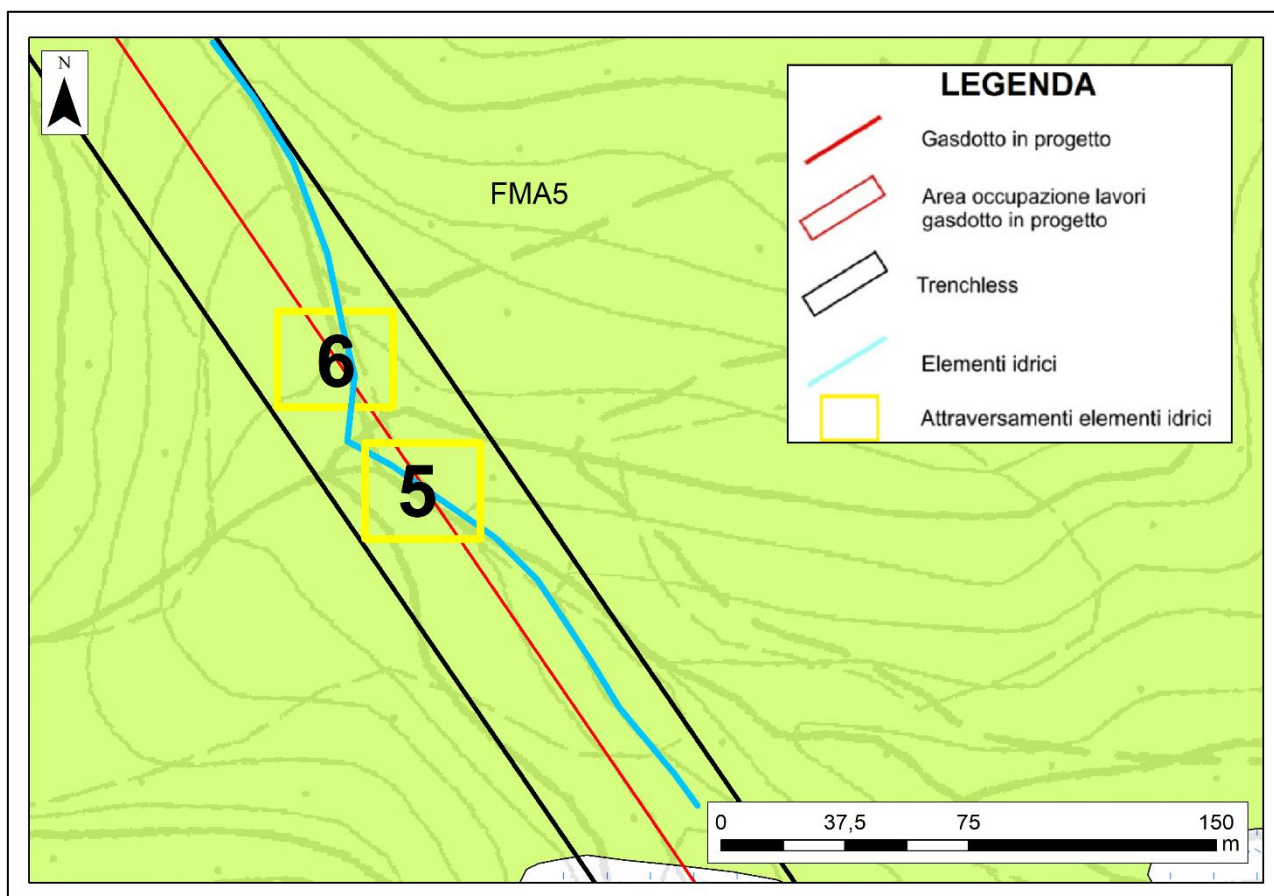 N
LEGENDA
Gasdotto in progetto
Area occupazione lavori
gasdotto in progetto
Trenchless
Elementi idrici
Attraversamenti elementi idrici
FMA5
6
5
0 37,5 75 150
m